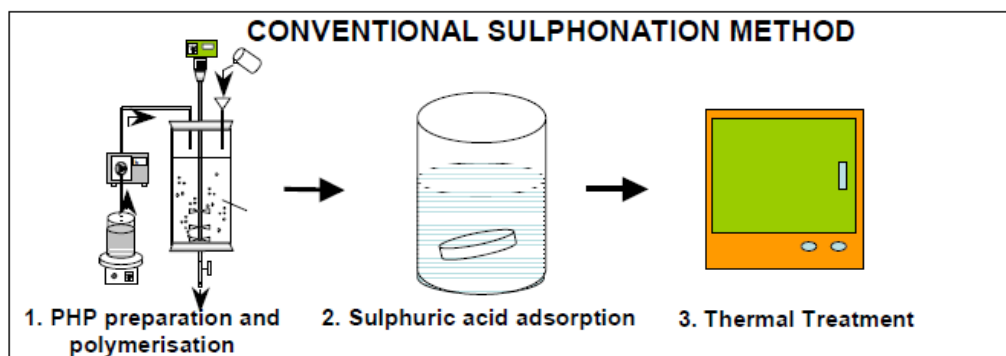 CONVENTIONAL SULPHONATION METHOD
1. PHP preparation and
polymerisation
2. Sulphuric acid adsorption
3. Thermal Treatment